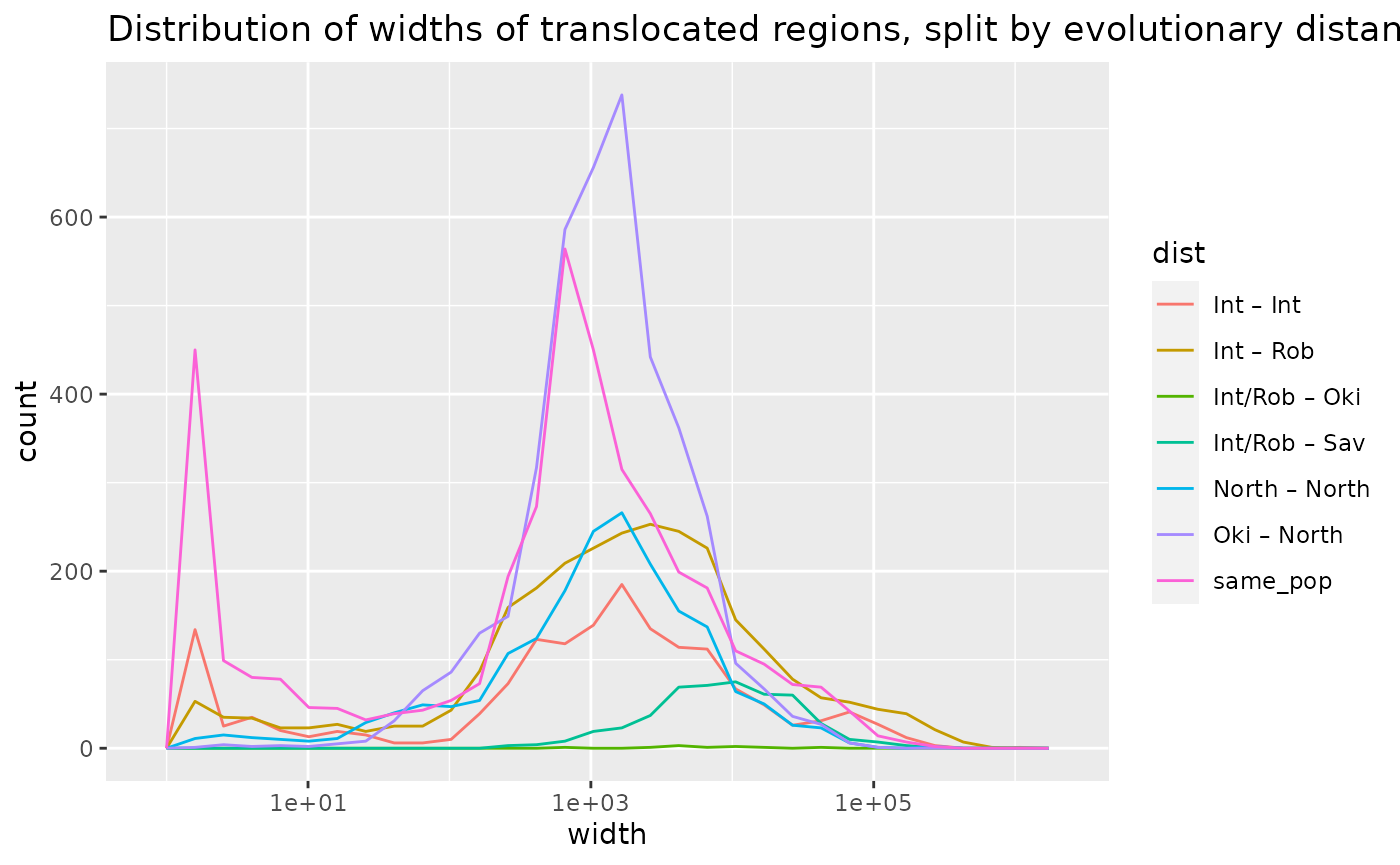 Distribution of widths of translocated regions, split by evolutionary distan
600
400
200
0
count
1e+01
1e+03
1e+05
width
dist
Int – Int
Int – Rob
Int/Rob – Oki
Int/Rob – Sav
North – North
Oki – North
same_pop